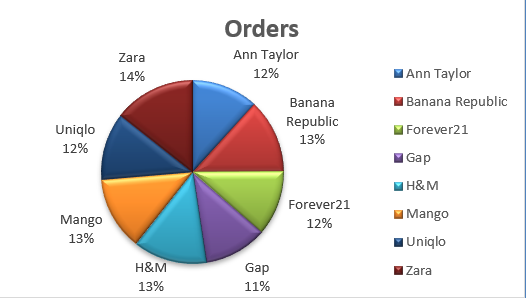 Orders
Zara
14%
Ann Taylor
12%
Banana
Republic
13%
Uniqlo
12%
Forever21
12%
Mango
13%
H&M
13%
Gap
11%
Ann Taylor
Banana Republic
Forever21
Gap
H&M
Mango
Uniqlo
Zara